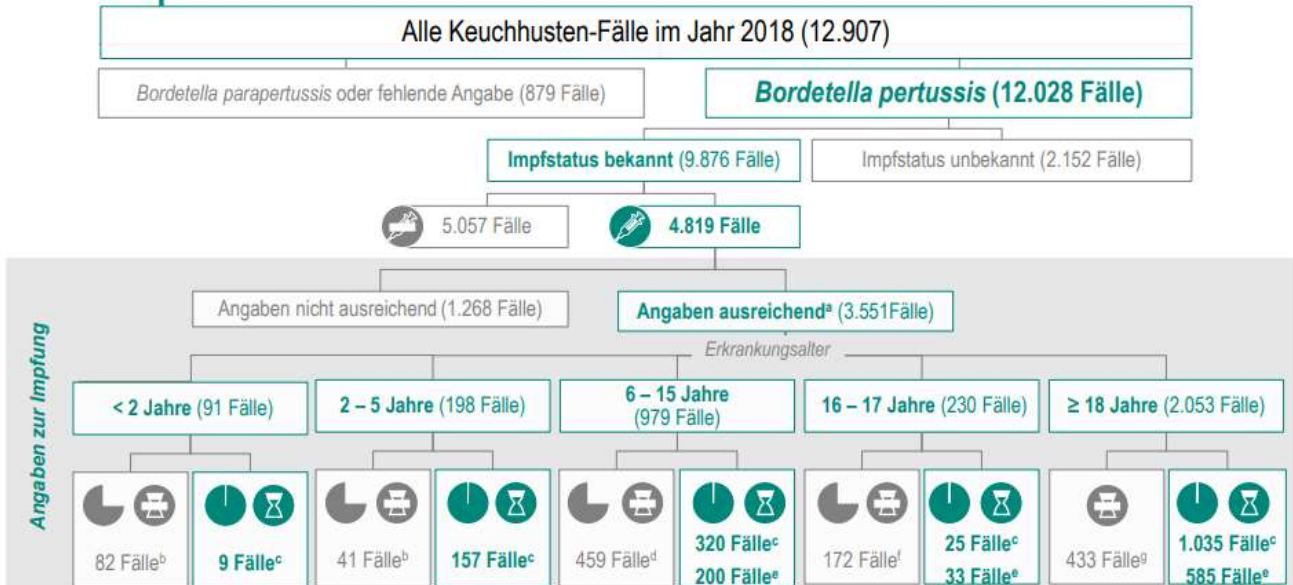 Alle Keuchhusten-Fälle im Jahr 2018 (12.907)
Bordetella parapertussis oder fehlende Angabe (879 Fälle)
Bordetella pertussis (12.028 Fälle)
Impfstatus bekannt (9.876 Fälle)
Impfstatus unbekannt (2.152 Fälle)
5.057 Fälle
4.819 Fälle
Angaben zur Impfung
Angaben nicht ausreichend (1.268 Fälle)
Angaben ausreichendᵃ (3.551Fälle)
Erkrankungsalter
< 2 Jahre (91 Fälle)
2 – 5 Jahre (198 Fälle)
6 – 15 Jahre
(979 Fälle)
16 – 17 Jahre (230 Fälle)
≥ 18 Jahre (2.053 Fälle)
82 Fälleᵇ
9 Fälleᶜ
41 Fälleᵇ
157 Fälleᶜ
459 Fälleᵈ
320 Fälleᶜ
200 Fälleᵉ
172 Fälleᶠ
25 Fälleᶜ
33 Fälleᵉ
433 Fälleᵍ
1.035 Fälleᶜ
585 Fälleᵉ